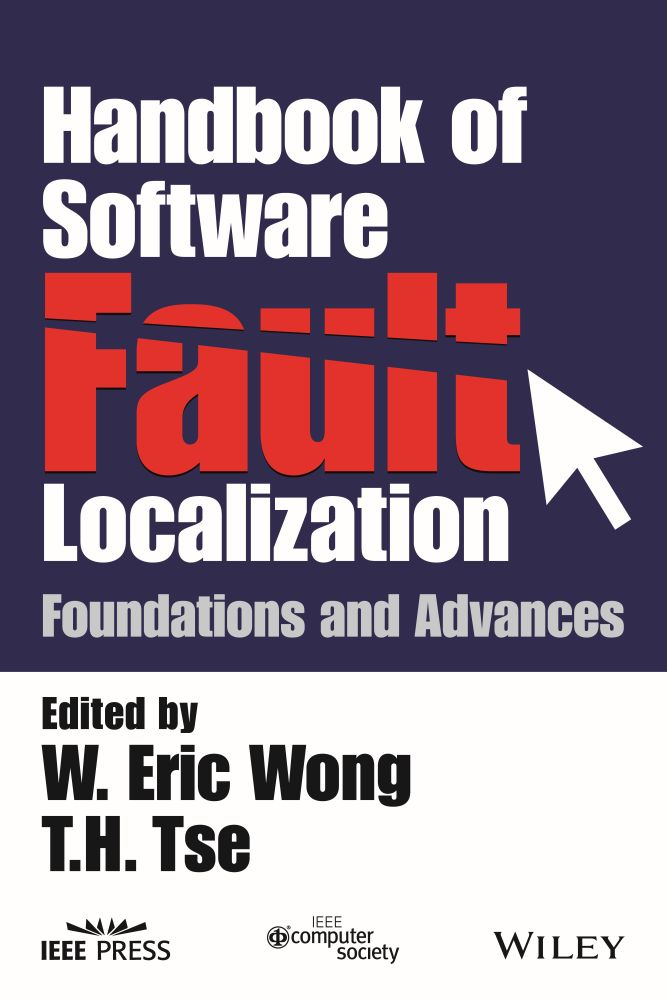 Handbook of
Software
Fault
Localization
Foundations and Advances
Edited by
W. Eric Wong
T.H. Tse
IEEE PRESS
IEEE
computer
society
WILEY